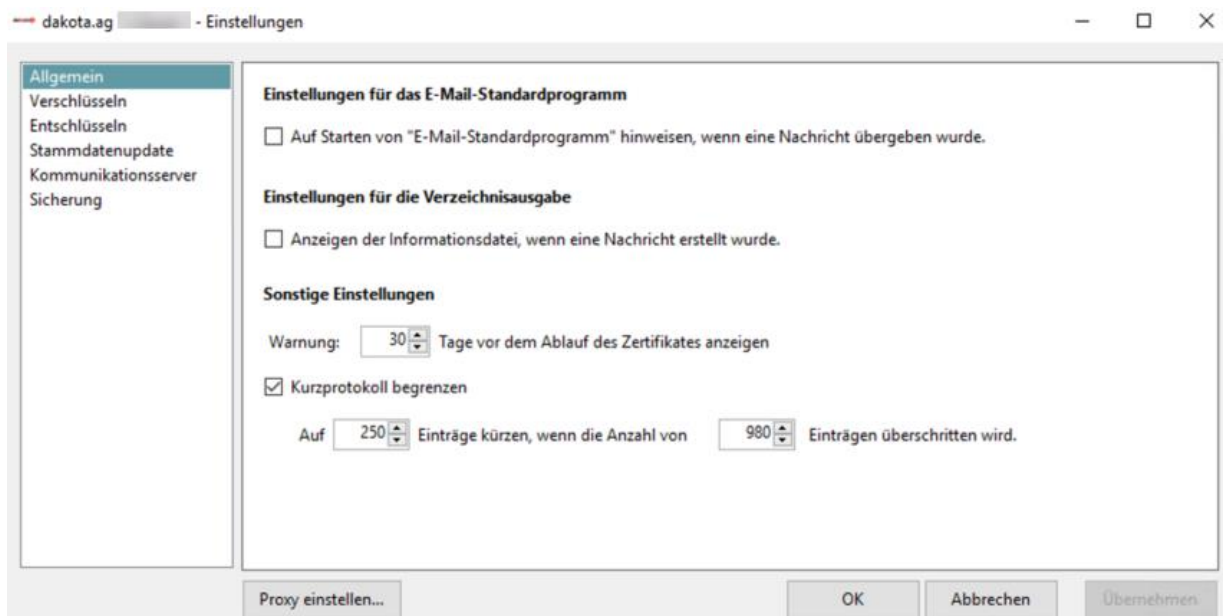 dakota.ag - Einstellungen
Allgemein
Verschlüsseln
Entschlüsseln
Stammdatenupdate
Kommunikationsserver
Sicherung
Einstellungen für das E-Mail-Standardprogramm
Auf Starten von "E-Mail-Standardprogramm" hinweisen, wenn eine Nachricht übergeben wurde.
Einstellungen für die Verzeichnisausgabe
Anzeigen der Informationsdatei, wenn eine Nachricht erstellt wurde.
Sonstige Einstellungen
Warnung: 30 Tage vor dem Ablauf des Zertifikates anzeigen
Kurzprotokoll begrenzen
Auf 250 Einträge kürzen, wenn die Anzahl von 980 Einträgen überschritten wird.
Proxy einstellen... OK Abbrechen Übernehmen